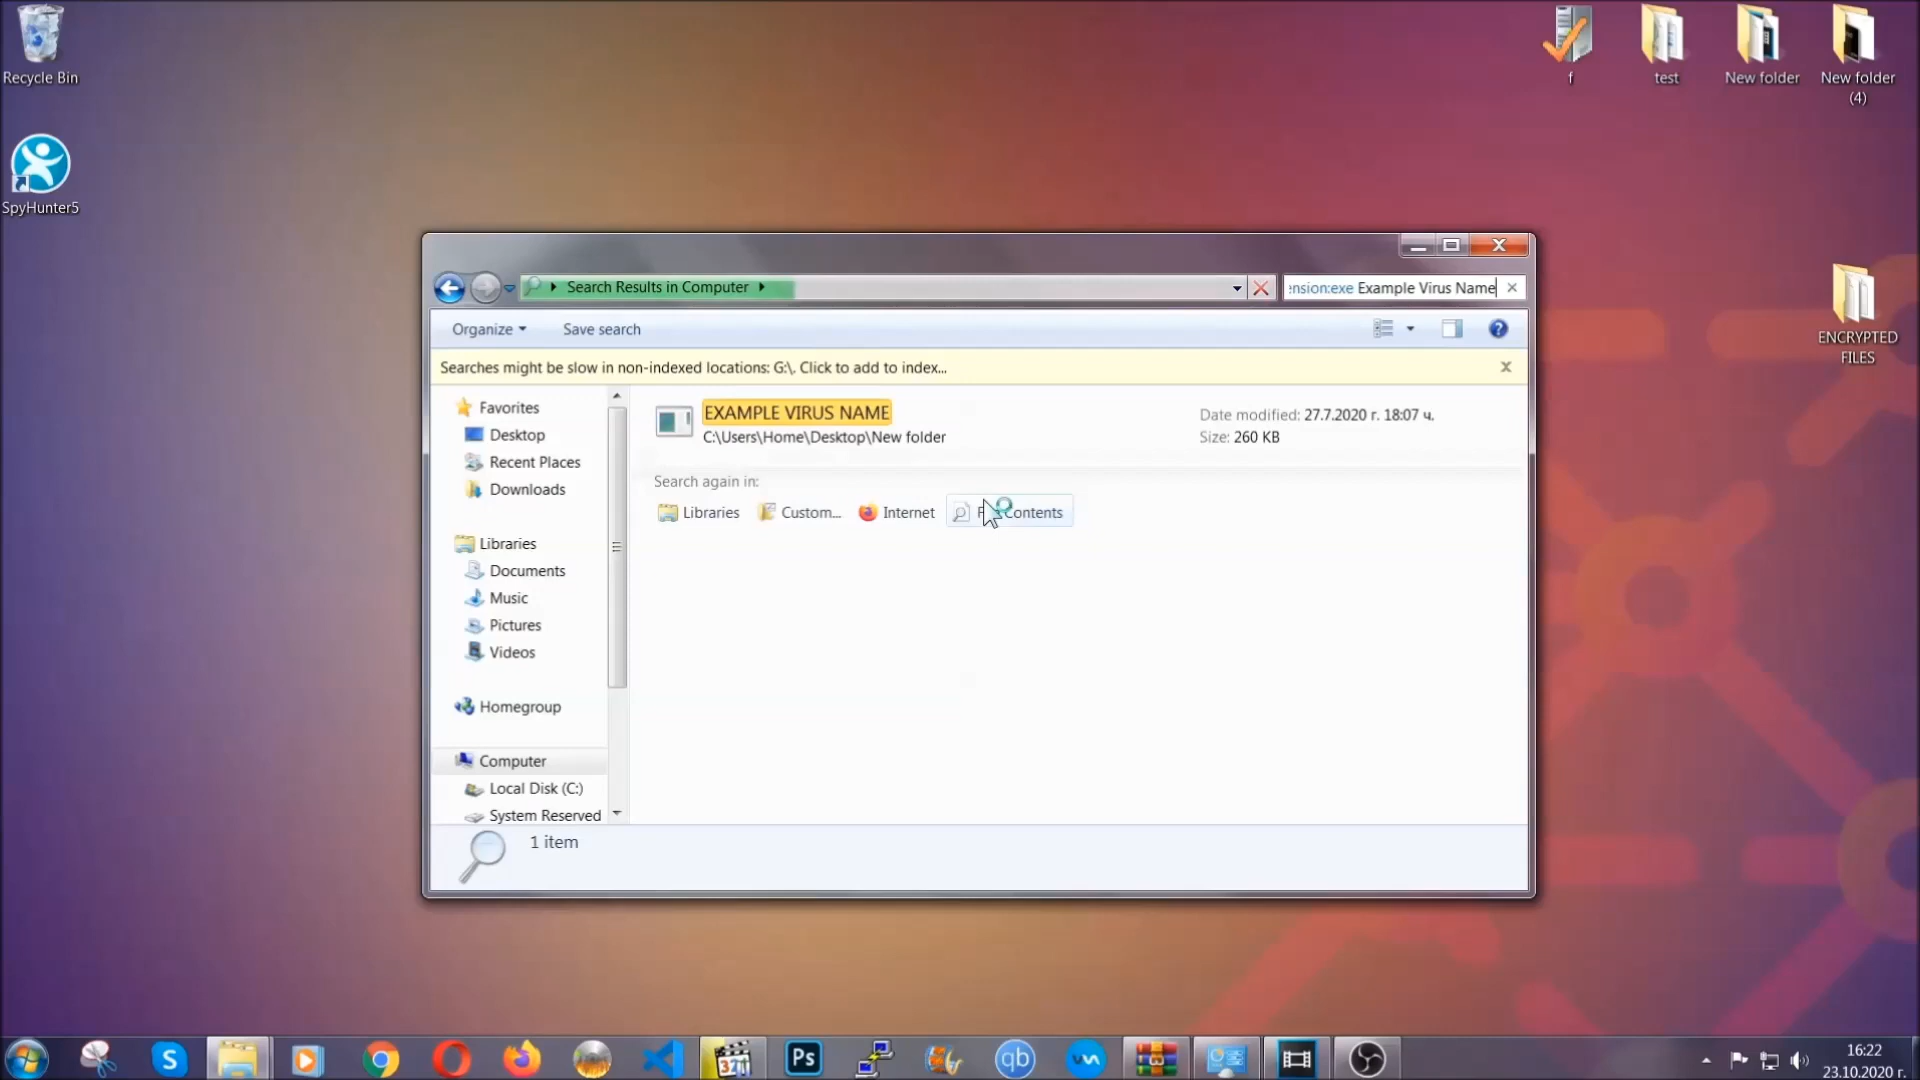 Recycle Bin
SpyHunter5
f
test
New folder
New folder
(4)
ENCRYPTED
FILES
Search Results in Computer
ension:exe Example Virus Name
Organize
Save search
Searches might be slow in non-indexed locations: G:\. Click to add to index...
Favorites
Desktop
Recent Places
Downloads
Libraries
Documents
Music
Pictures
Videos
Homegroup
Computer
Local Disk (C:)
System Reserved
EXAMPLE VIRUS NAME
C:\Users\Home\Desktop\New folder
Date modified: 27.7.2020 г. 18:07 ч.
Size: 260 KB
Search again in:
Libraries
Custom...
Internet
Contents
1 item
S
321
Ps
qb
16:22
23.10.2020 г.